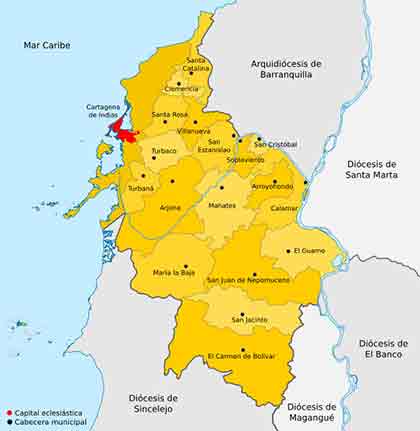 Mar Caribe
Arquidiócesis de
Barranquilla
Santa
Catalina
Clemencia
Cartagena
de Indias
Santa Rosa
Villanueva
San
Estanislao
San Cristóbal
Soplaviento
Turbaco
Diócesis de
Santa Marta
Turbaná
Arjona
Mahates
Arroyohondo
Calamar
El Guamo
María la Baja
San Juan de Nepomuceno
San Jacinto
Diócesis de
El Banco
El Carmen de Bolívar
Diócesis de
Sincelejo
Diócesis de
Magangué
Capital eclesiástica
Cabecera municipal